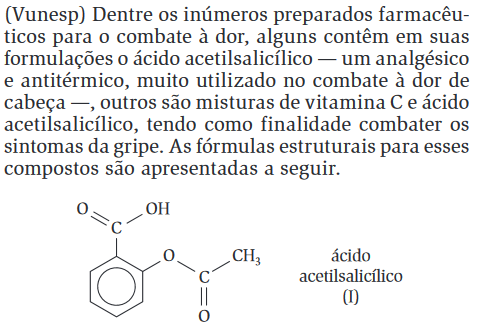 (Vunesp) Dentre os inúmeros preparados farmacêu-
ticos para o combate à dor, alguns contêm em suas
formulações o ácido acetilsalicílico — um analgésico
e antitérmico, muito utilizado no combate à dor de
cabeça —, outros são misturas de vitamina C e ácido
acetilsalicílico, tendo como finalidade combater os
sintomas da gripe. As fórmulas estruturais para esses
compostos são apresentadas a seguir.
O OH
C
O CH₃
C
O
ácido
acetilsalicílico
(I)